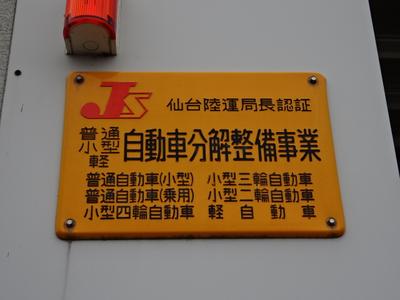 JS 仙台陸運局長認証
普通
小型
軽
自動車分解整備事業
普通自動車(小型) 小型三輪自動車
普通自動車(乗用) 小型二輪自動車
小型四輪自動車 軽自動車